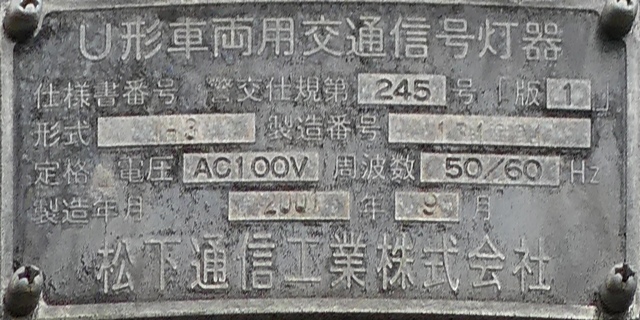 U形車両用交通信号灯器
仕様書番号 警交仕規第 245 号 「版 1 」
形式 製造番号
定格 電圧 AC100V 周波数 50/60 Hz
製造年月 2001 年 9 月
松下通信工業株式会社